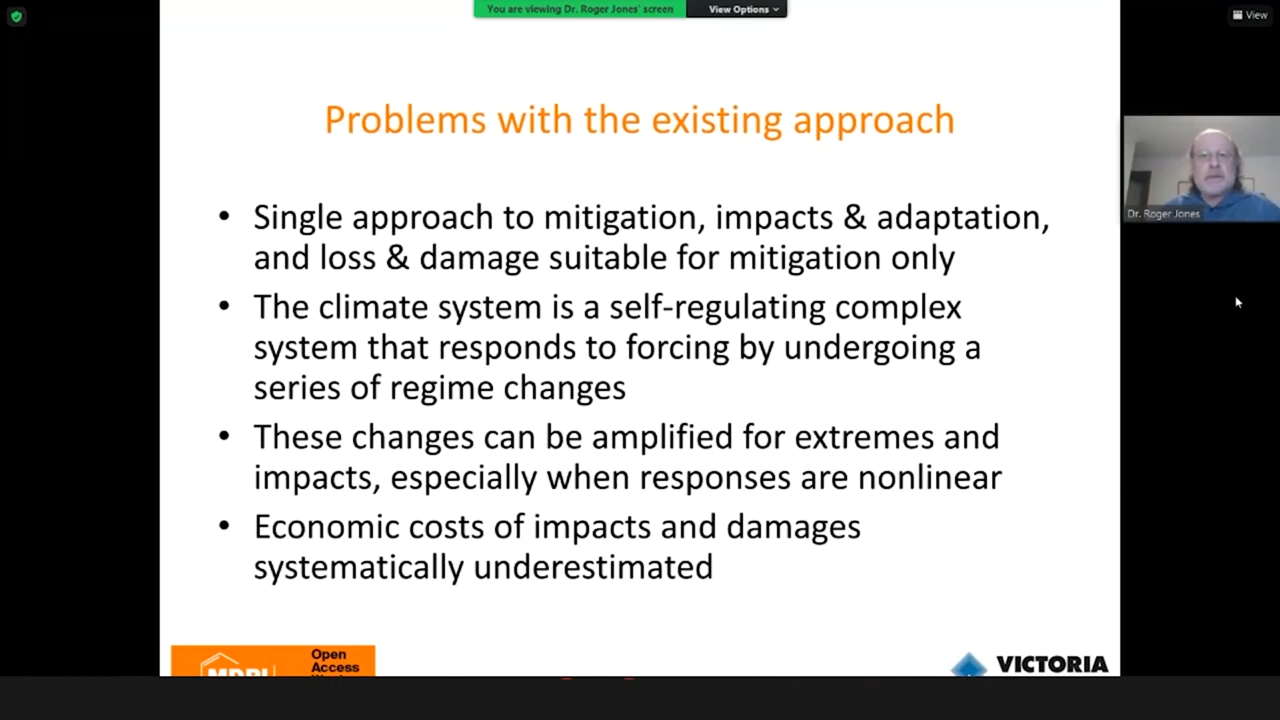 You are viewing Dr. Roger Jones' screen
View Options
View
Problems with the existing approach
Dr. Roger Jones
• Single approach to mitigation, impacts & adaptation,
and loss & damage suitable for mitigation only
• The climate system is a self-regulating complex
system that responds to forcing by undergoing a
series of regime changes
• These changes can be amplified for extremes and
impacts, especially when responses are nonlinear
• Economic costs of impacts and damages
systematically underestimated
MDPI
Open
Access
VICTORIA